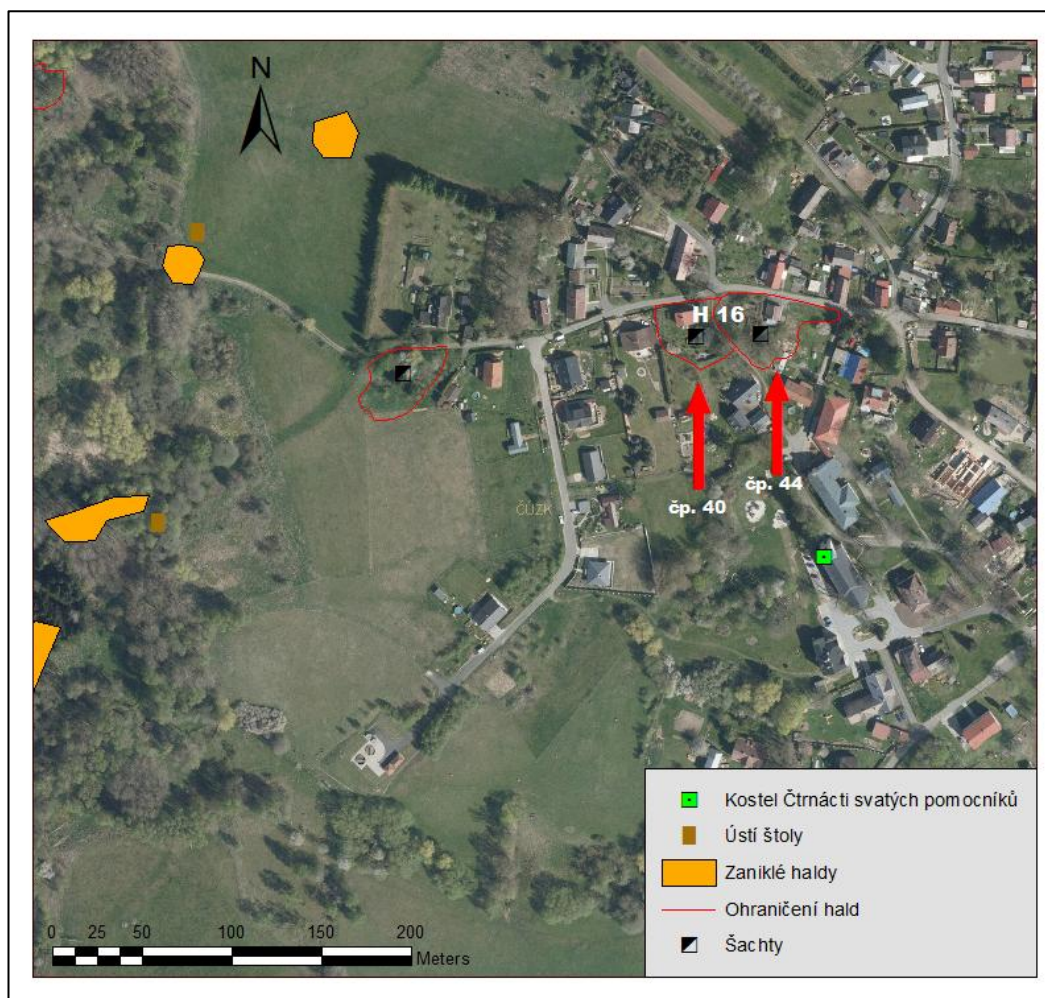 N
H 16
čp. 40
čp. 44
ČÚZK
Kostel Čtrnácti svatých pomocníků
Ústí štoly
Zaniklé haldy
Ohraničení hald
Šachty
0 25 50 100 150 200
Meters